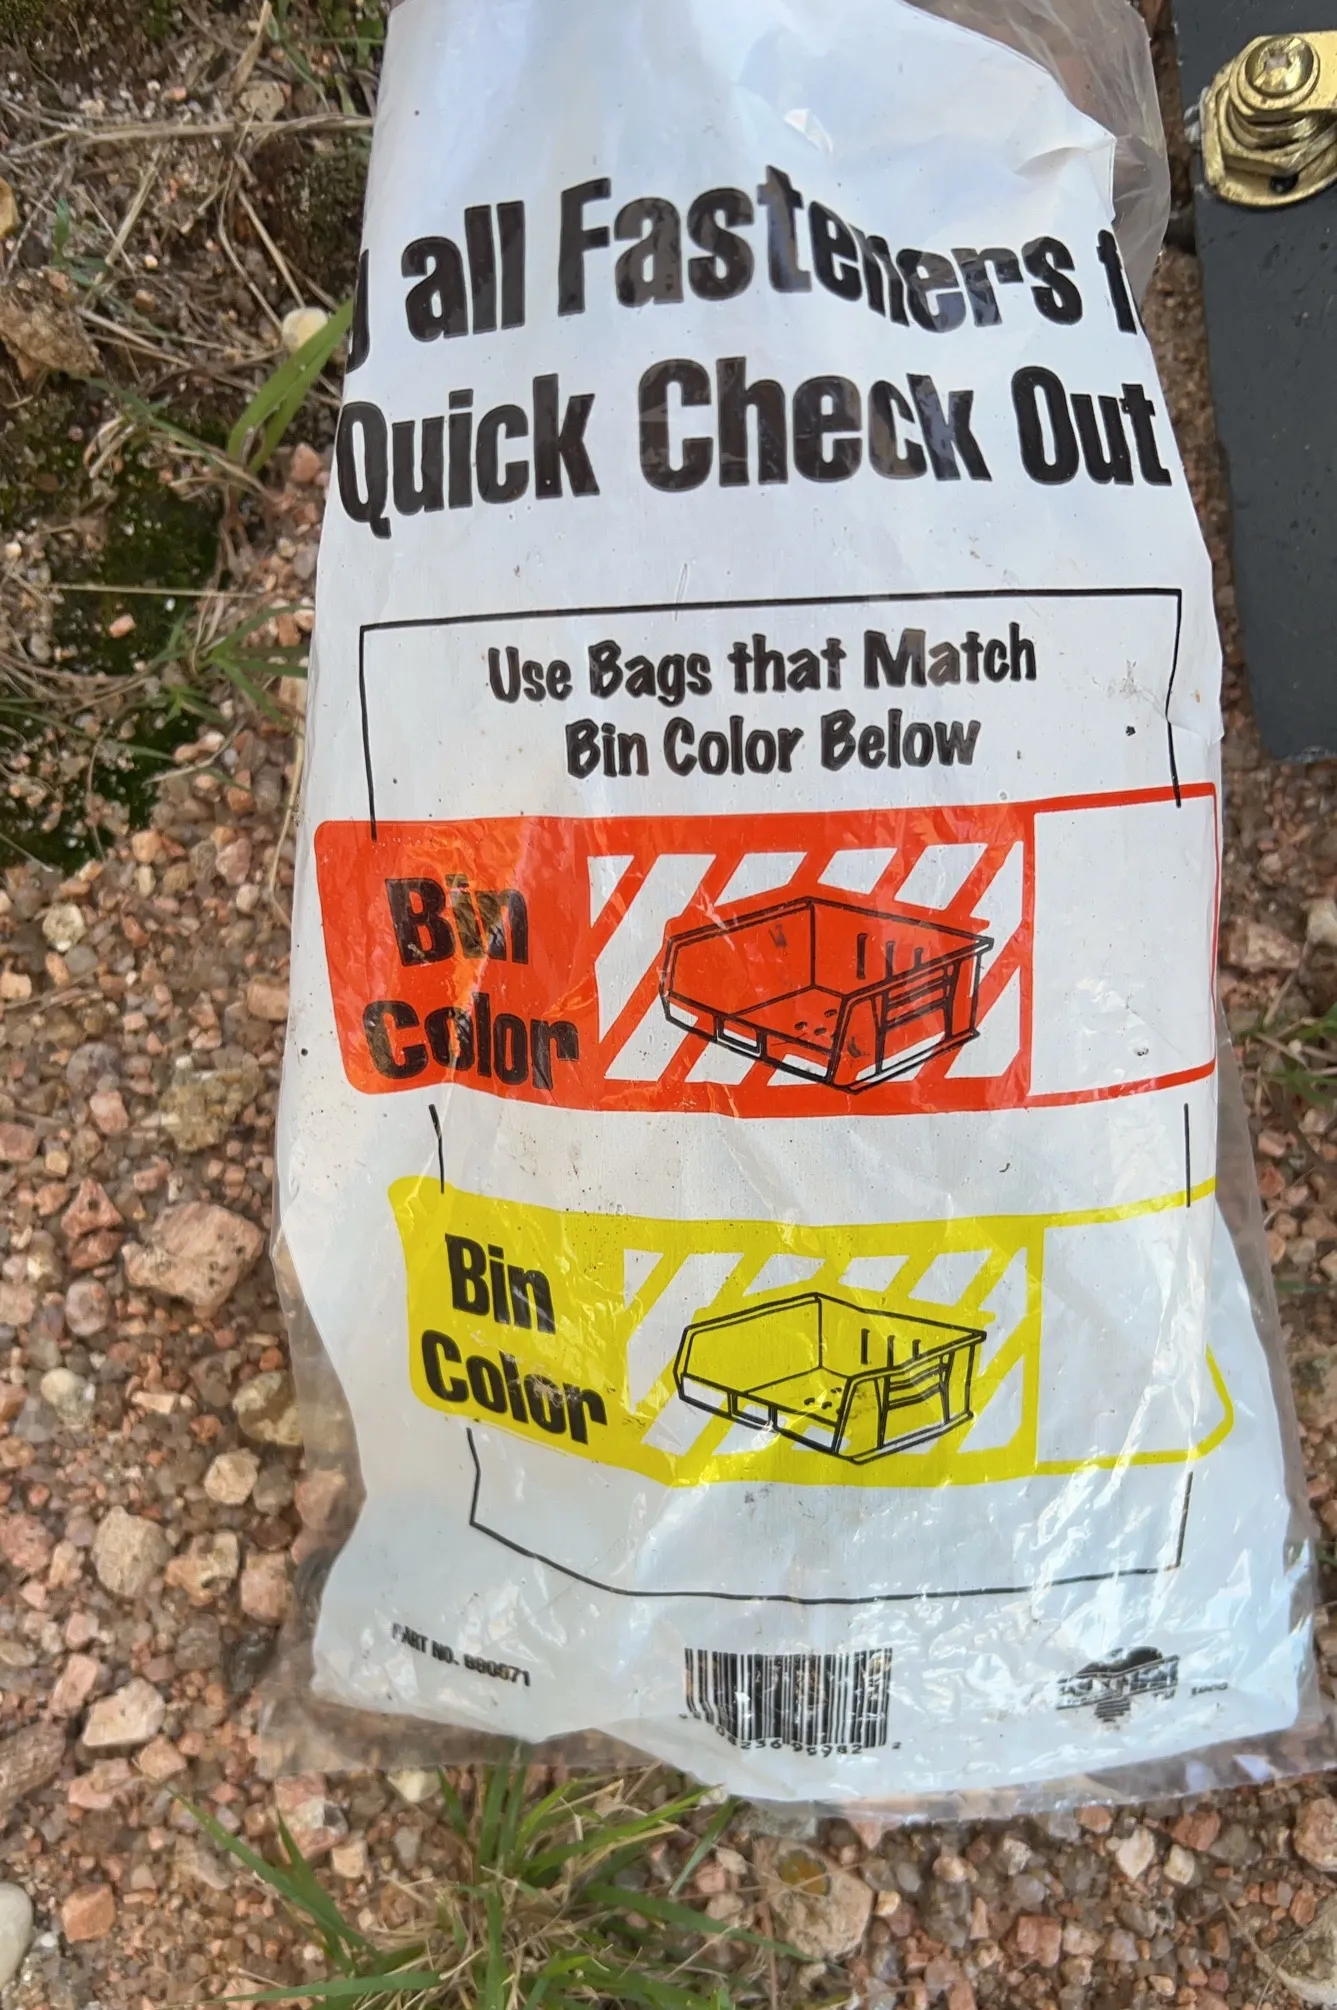 all Fasteners
Quick Check Out
Use Bags that Match
Bin Color Below
Bin
Color
Bin
Color
PART NO.